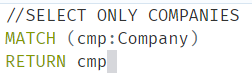 //SELECT ONLY COMPANIES
MATCH (cmp:Company)
RETURN cmp